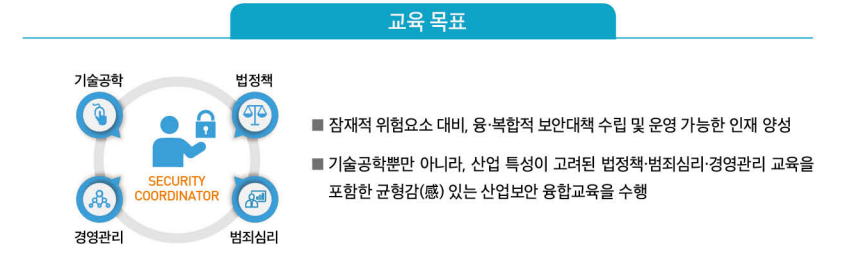 교육 목표
기술공학
법정책
SECURITY
COORDINATOR
경영관리
범죄심리
■ 잠재적 위험요소 대비, 융·복합적 보안대책 수립 및 운영 가능한 인재 양성
■ 기술공학뿐만 아니라, 산업 특성이 고려된 법정책·범죄심리·경영관리 교육을
포함한 균형감(感) 있는 산업보안 융합교육을 수행